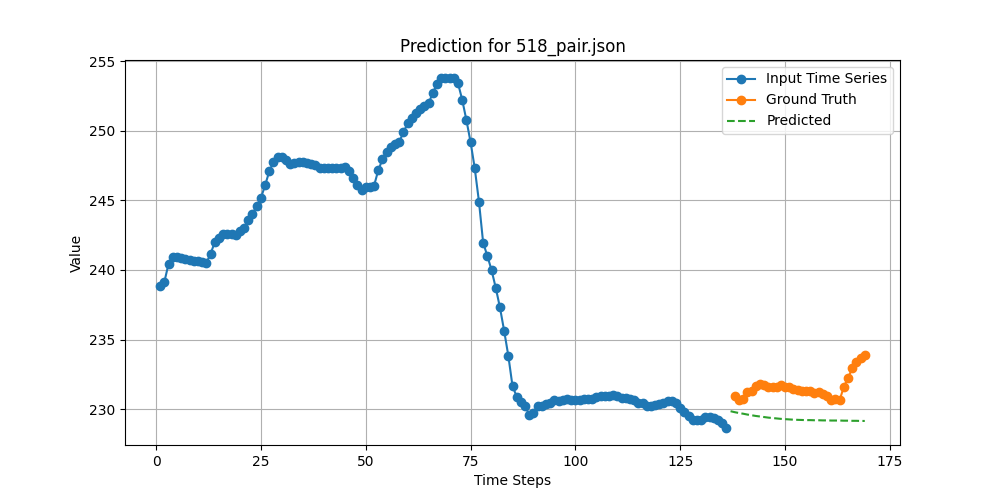 Prediction for 518_pair.json
Input Time Series
Ground Truth
Predicted
255
250
245
240
235
230
Value
0 25 50 75 100 125 150 175
Time Steps